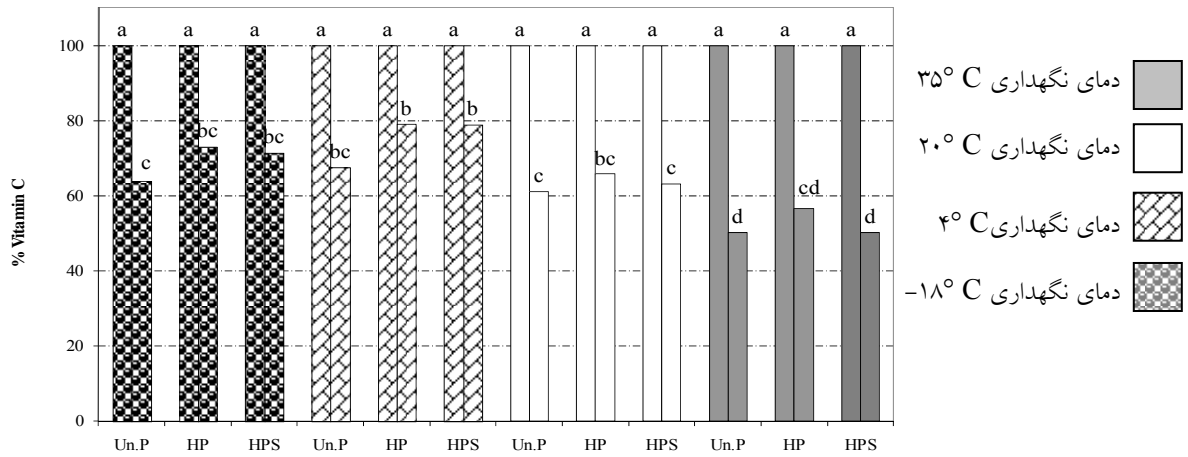 a a a a a a a a a a a a
100
b b
80
bc bc bc bc
c c c cd
60
d d
40
20
0
% Vitamin C
Un.P HP HPS Un.P HP HPS Un.P HP HPS Un.P HP HPS
دمای نگهداری ۳۵° C
دمای نگهداری ۲۰° C
دمای نگهداری ۴° C
دمای نگهداری -۱۸° C